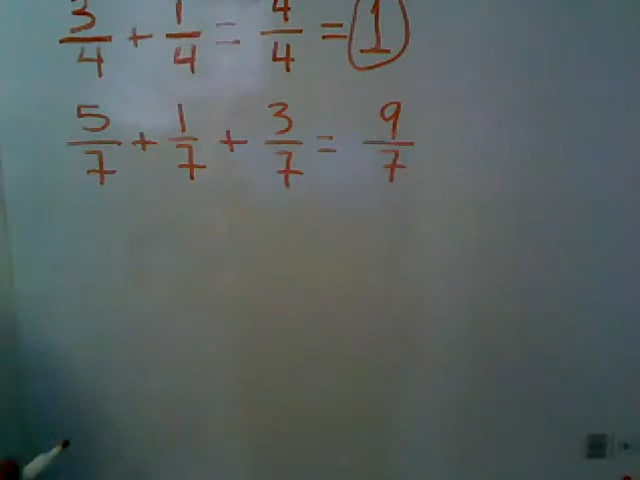 3/4 + 1/4 = 4/4 = 1
5/7 + 1/7 + 3/7 = 9/7